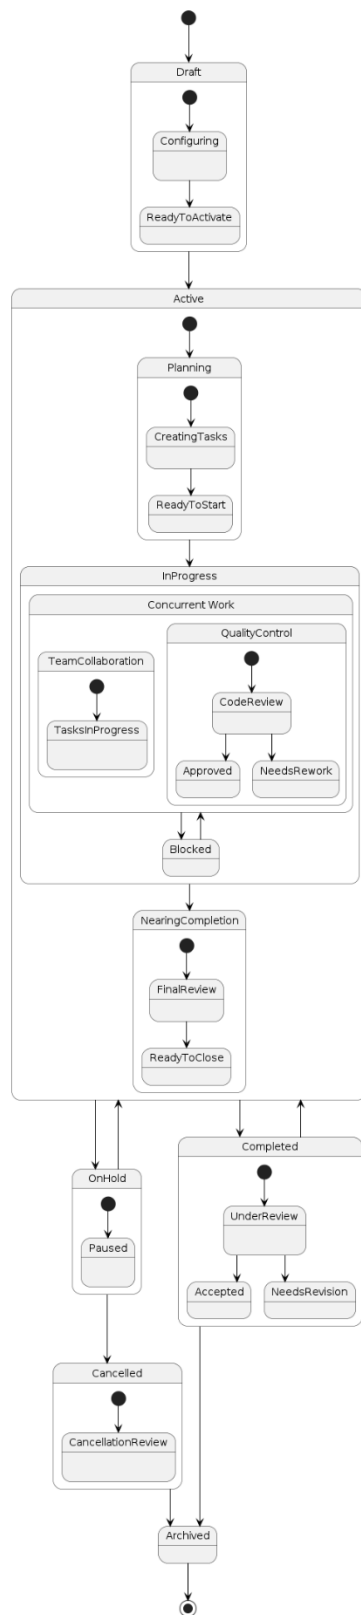 Draft
Configuring
ReadyToActivate
Active
Planning
CreatingTasks
ReadyToStart
InProgress
Concurrent Work
QualityControl
TeamCollaboration
CodeReview
TasksInProgress
Approved
NeedsRework
Blocked
NearingCompletion
FinalReview
ReadyToClose
Completed
OnHold
UnderReview
Paused
Accepted
NeedsRevision
Cancelled
CancellationReview
Archived